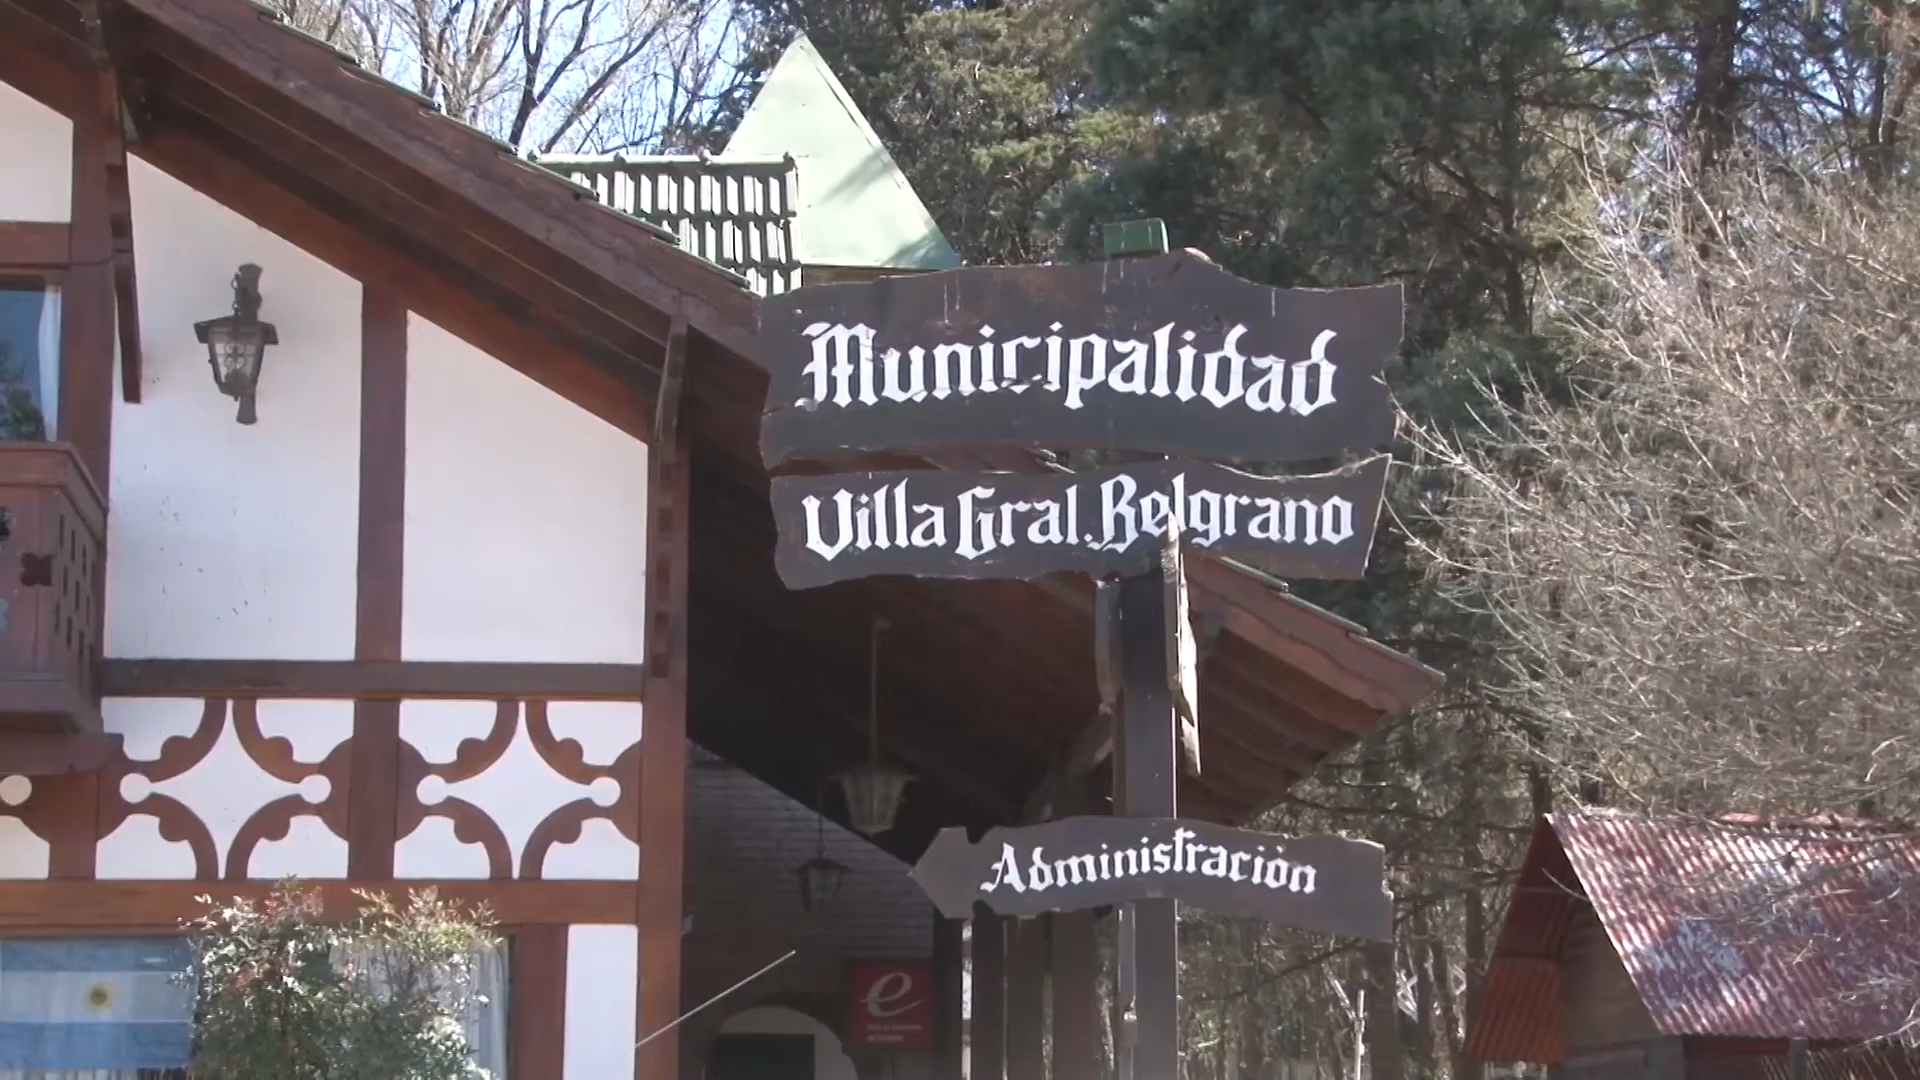 Municipalidad
Villa Gral. Belgrano
Administración
e